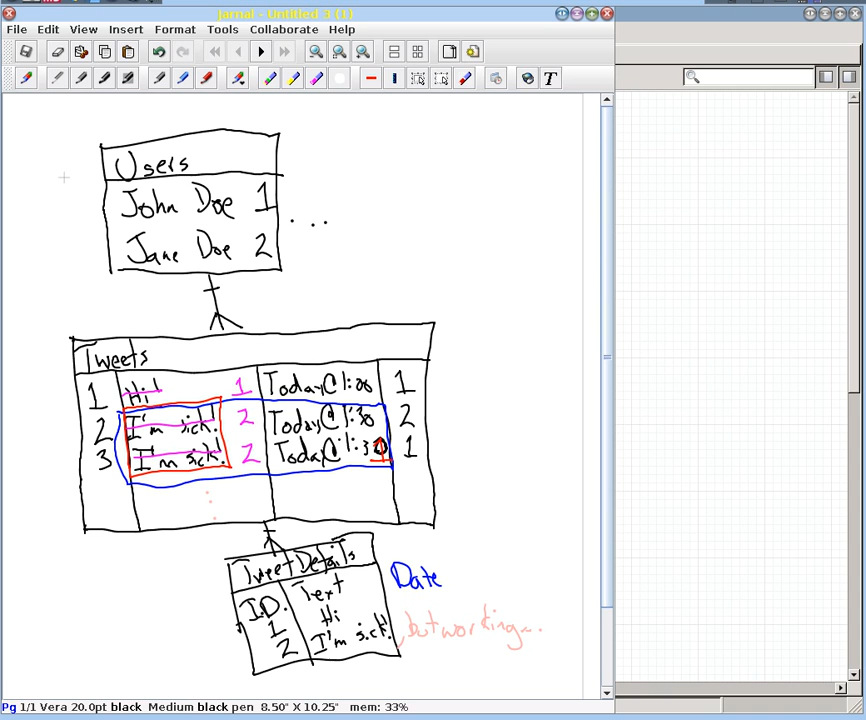 jarnal - Untitled 3 (1)
File Edit View Insert Format Tools Collaborate Help
T
Users
John Doe 1
Jane Doe 2
...
Tweets
1 Hi! 1 Today@1:30 1
2 I'm sick! 2 Today@1:30 2
3 I'm sick! 2 Today@1:3 1
TweetDetails
Date
I.D. Text
1 Hi
2 I'm sick!
, but working...
Pg 1/1 Vera 20.0pt black Medium black pen 8.50" X 10.25" mem: 33%